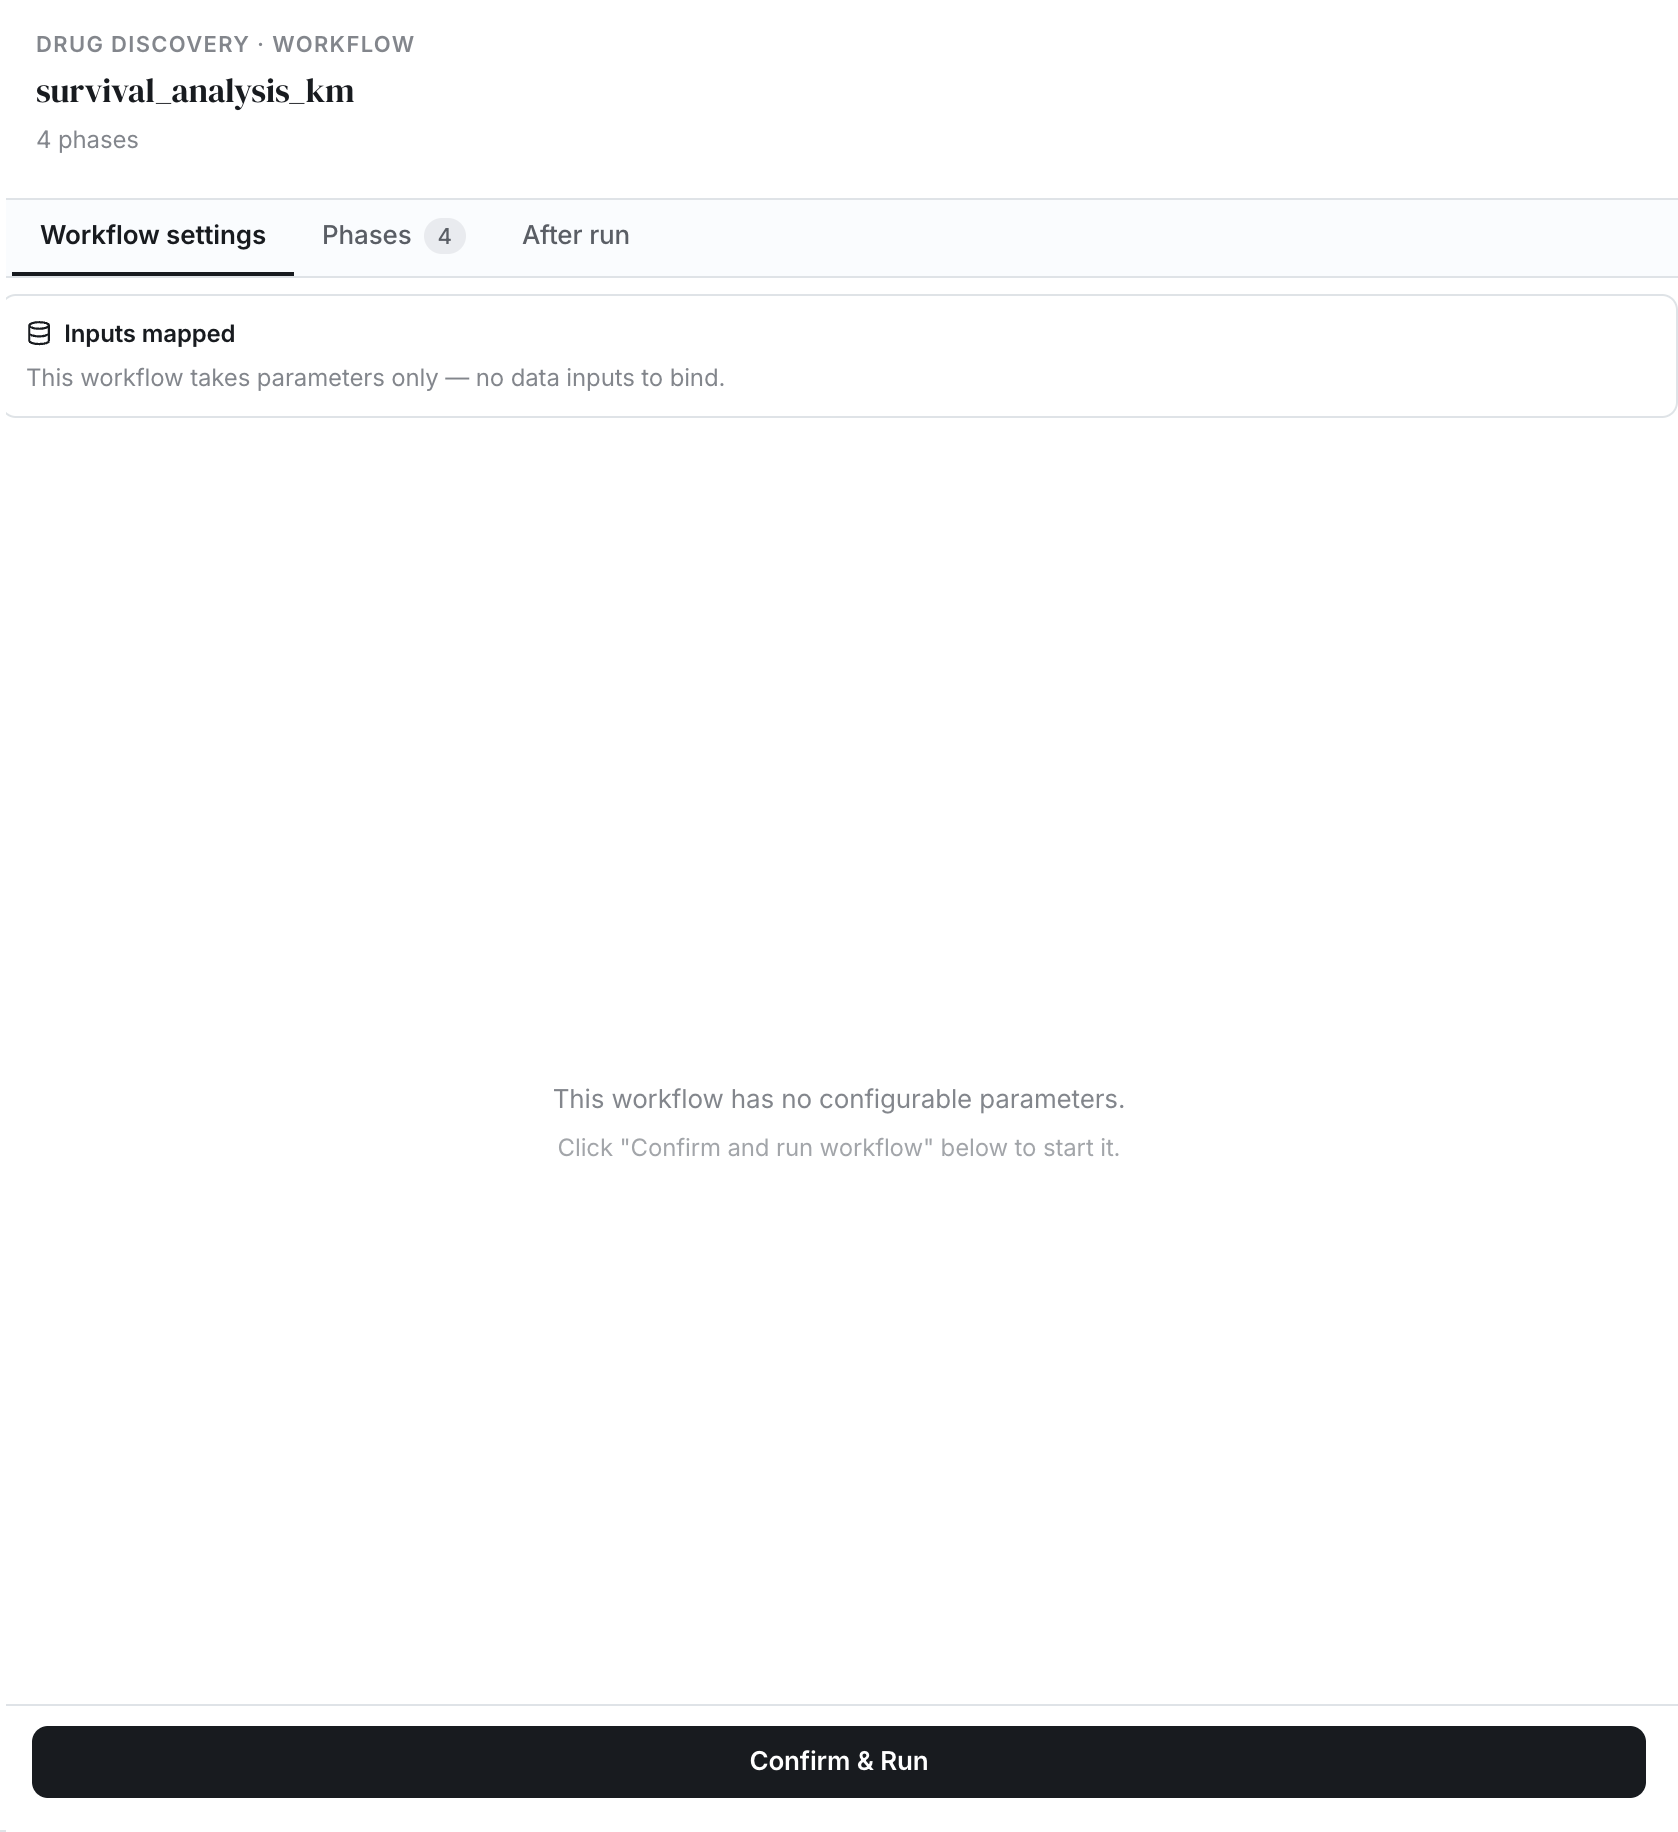 DRUG DISCOVERY · WORKFLOW
survival_analysis_km
4 phases
Workflow settings
Phases 4
After run
Inputs mapped
This workflow takes parameters only — no data inputs to bind.
This workflow has no configurable parameters.
Click "Confirm and run workflow" below to start it.
Confirm & Run